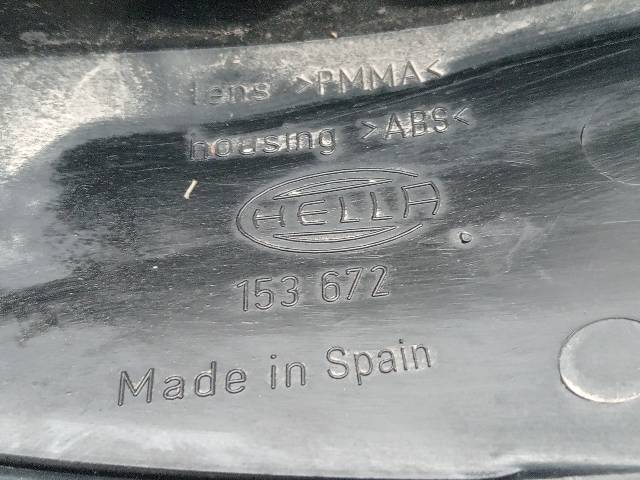 lens >PMMA<
housing >ABS<
HELLA
153 672
Made in Spain